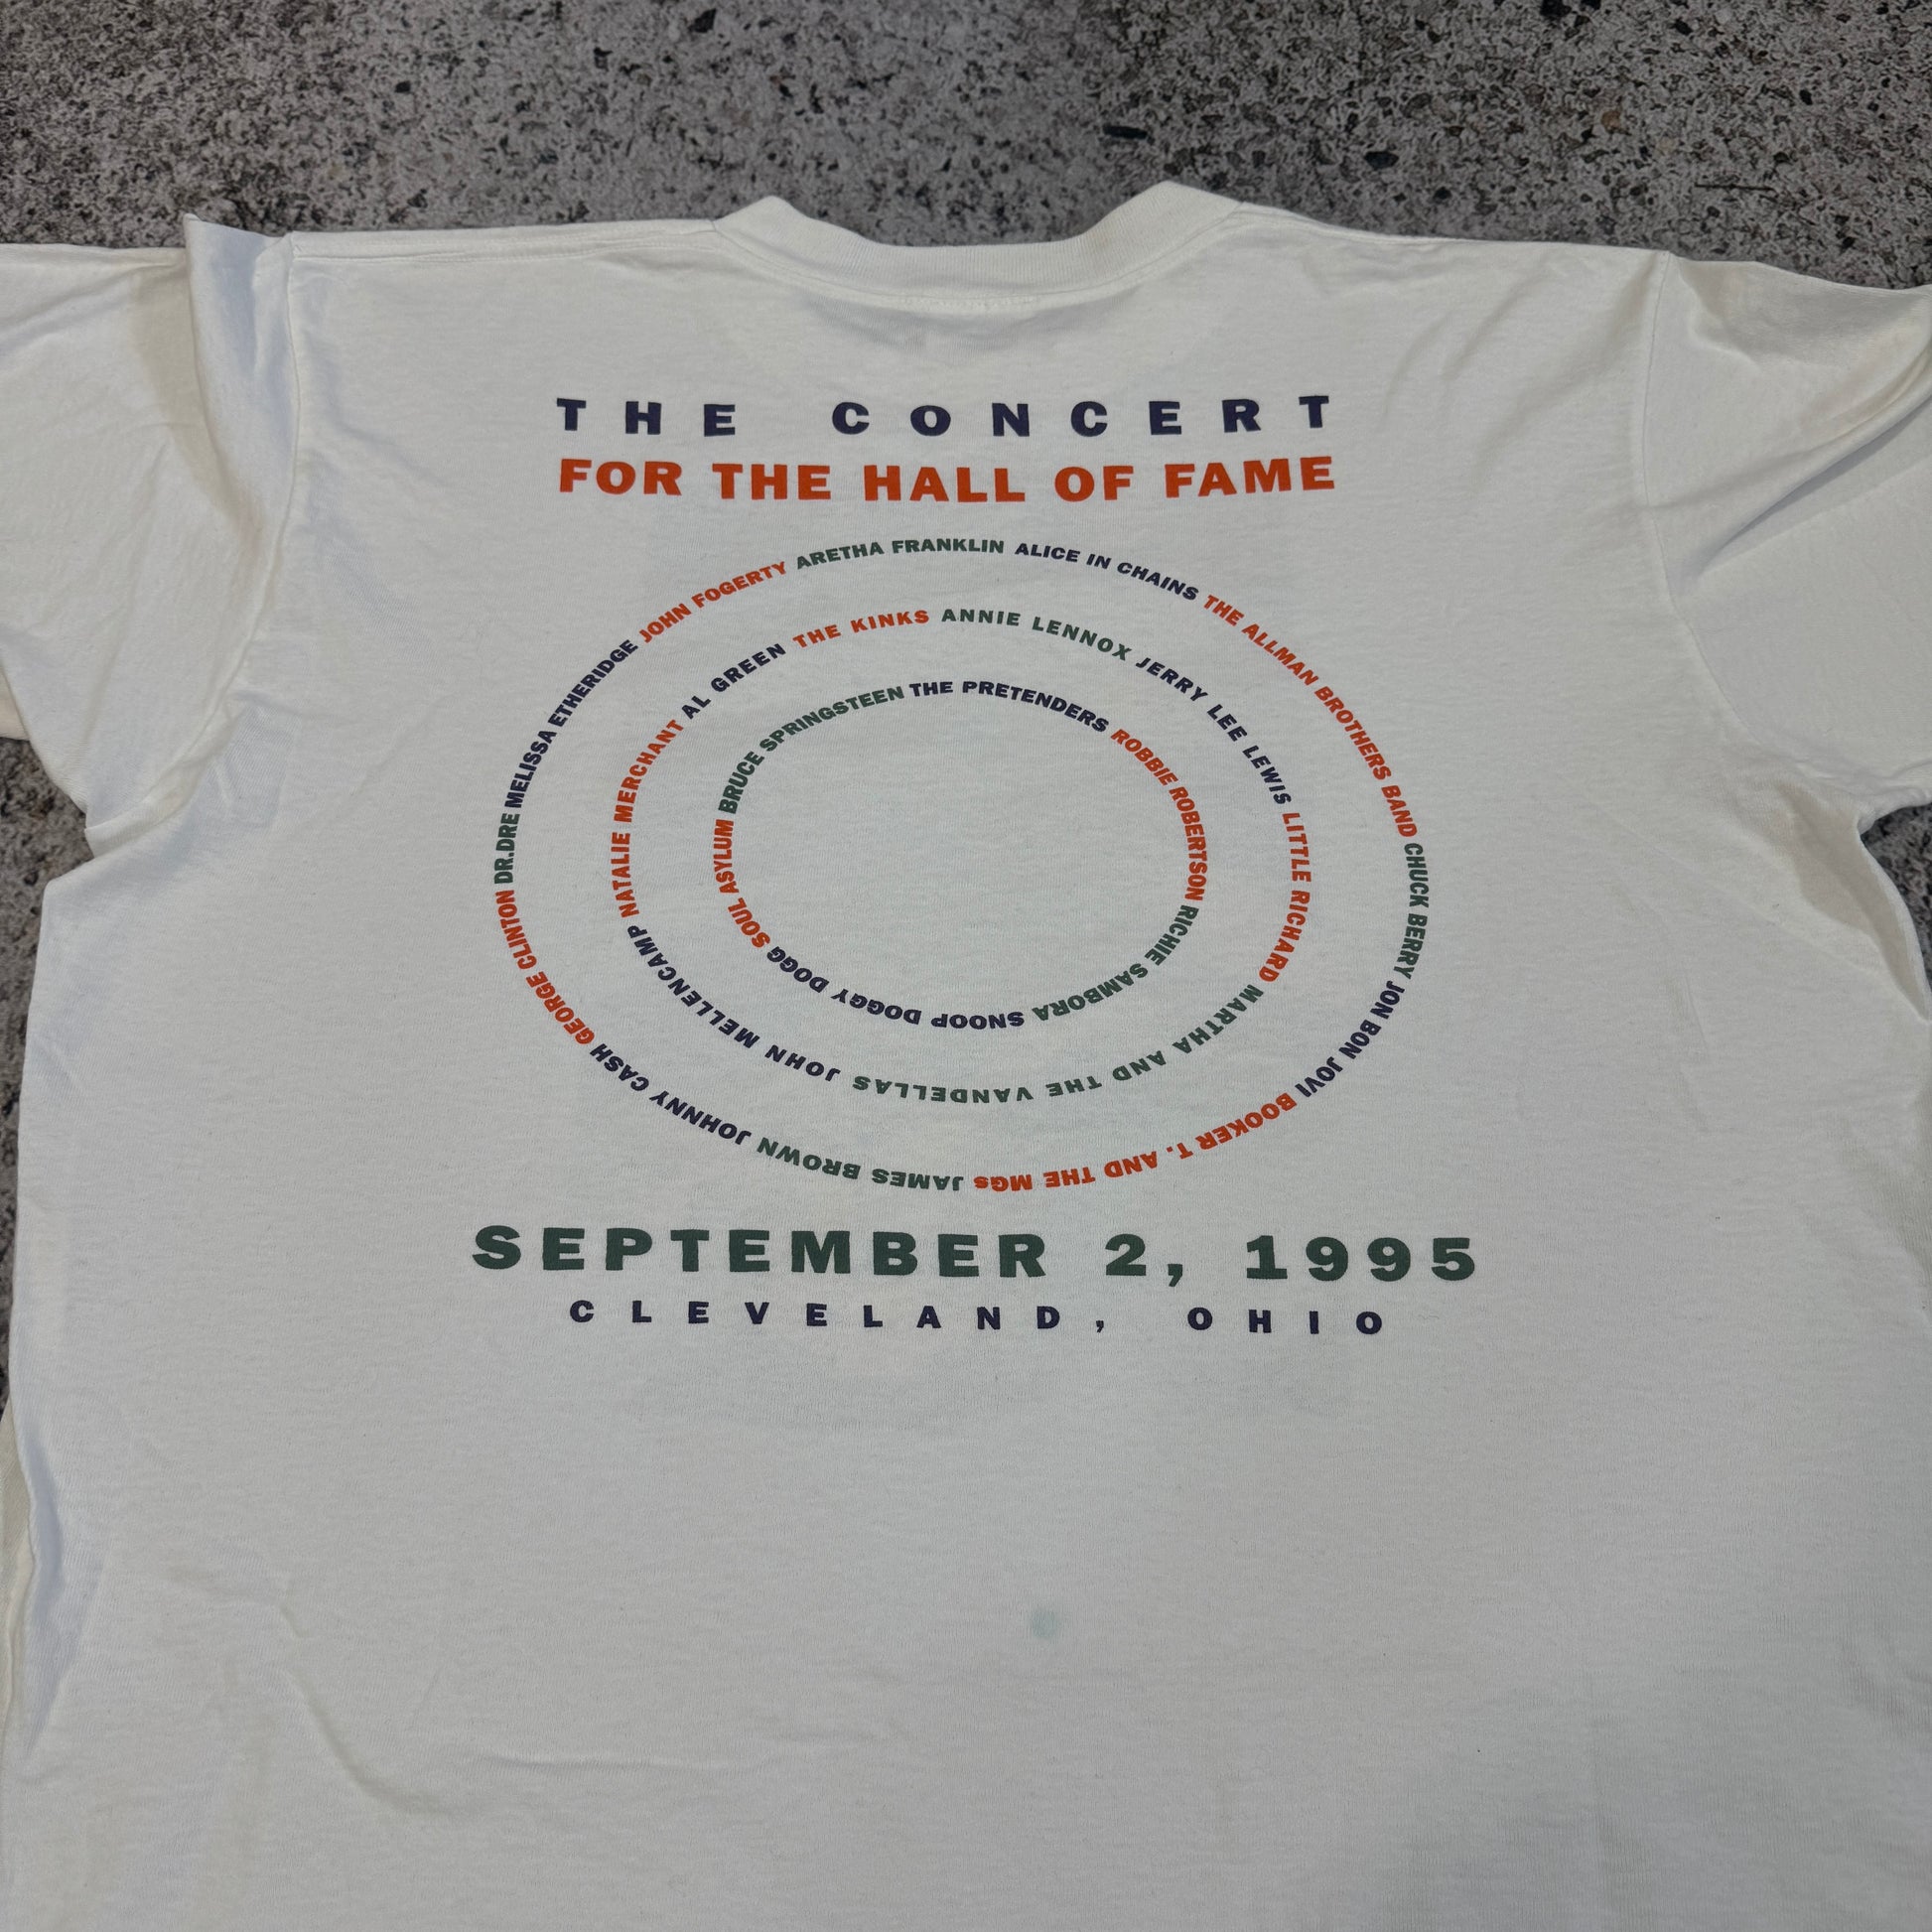 THE CONCERT
FOR THE HALL OF FAME
ARETHA FRANKLIN ALICE IN CHAINS THE ALLMAN BROTHERS BAND CHUCK BERRY JON BON JOVI BOOKER T. AND THE MGs JAMES BROWN JOHNNY CASH GEORGE CLINTON DR.DRE MELISSA ETHERIDGE JOHN FOGERTY
THE KINKS ANNIE LENNOX JERRY LEE LEWIS LITTLE RICHARD MARTHA AND THE VANDELLAS JOHN MELLENCAMP NATALIE MERCHANT AL GREEN
THE PRETENDERS ROBBIE ROBERTSON RICHIE SAMBORA SNOOP DOGGY DOGG SOUL ASYLUM BRUCE SPRINGSTEEN
SEPTEMBER 2, 1995
CLEVELAND, OHIO